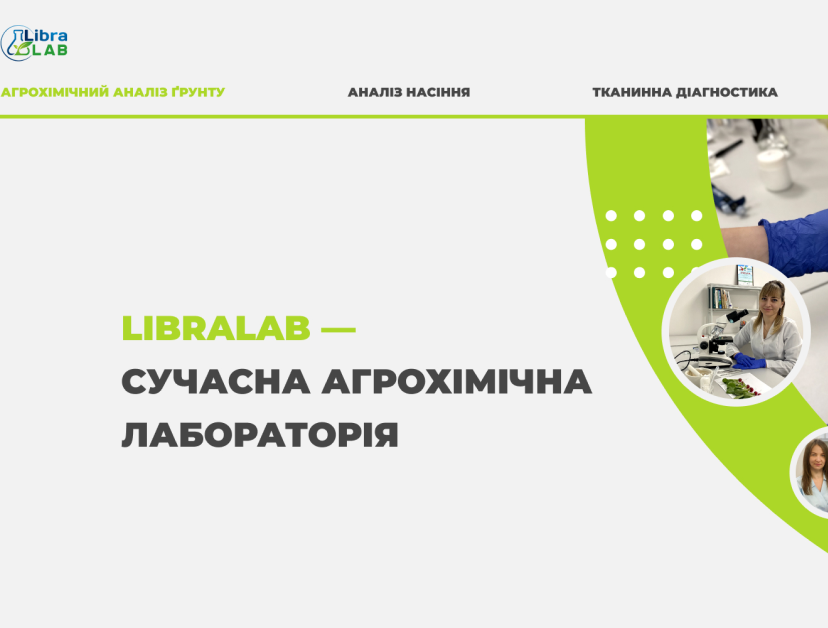 Libra
LAB
АГРОХІМІЧНИЙ АНАЛІЗ ҐРУНТУ
АНАЛІЗ НАСІННЯ
ТКАНИННА ДІАГНОСТИКА
LIBRALAB —
СУЧАСНА АГРОХІМІЧНА
ЛАБОРАТОРІЯ